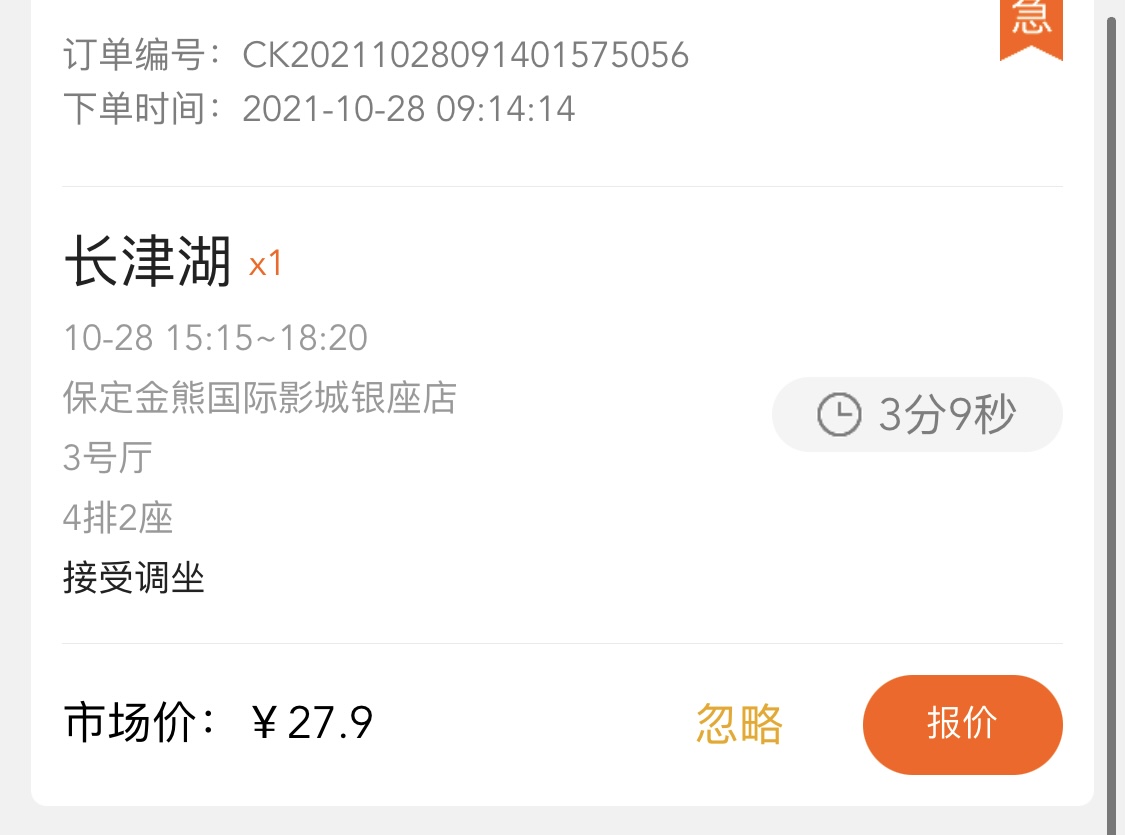 急
订单编号：CK20211028091401575056
下单时间：2021-10-28 09:14:14
长津湖 x1
10-28 15:15~18:20
保定金熊国际影城银座店
3分9秒
3号厅
4排2座
接受调坐
市场价：￥27.9 忽略 报价